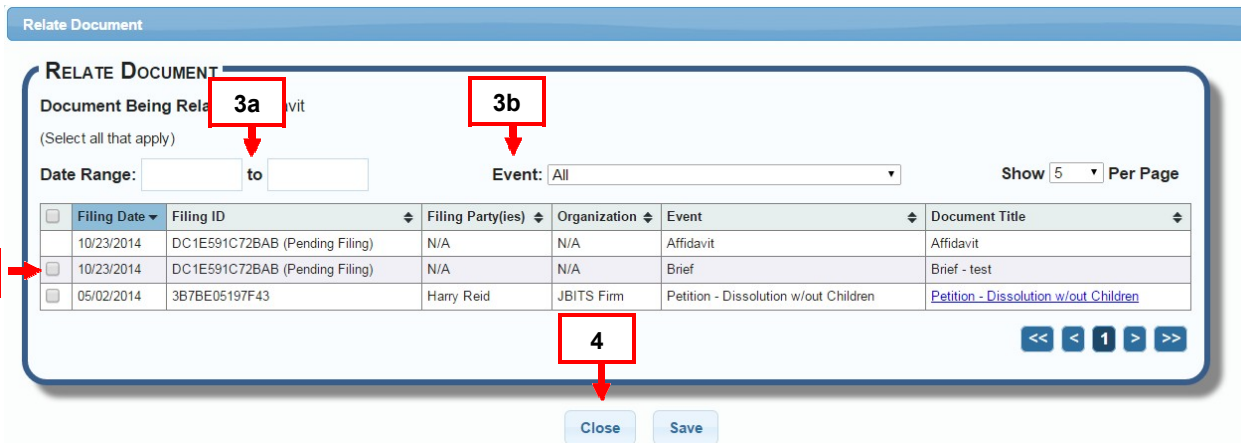 Relate Document
RELATE DOCUMENT
Document Being Rela 3a vit 3b
(Select all that apply)
Date Range: to Event: All Show 5 Per Page
Filing Date Filing ID Filing Party(ies) Organization Event Document Title
10/23/2014 DC1E591C72BAB (Pending Filing) N/A N/A Affidavit Affidavit
10/23/2014 DC1E591C72BAB (Pending Filing) N/A N/A Brief Brief - test
05/02/2014 3B7BE05197F43 Harry Reid JBITS Firm Petition - Dissolution w/out Children Petition - Dissolution w/out Children
<< < 1 > >>
4
Close Save